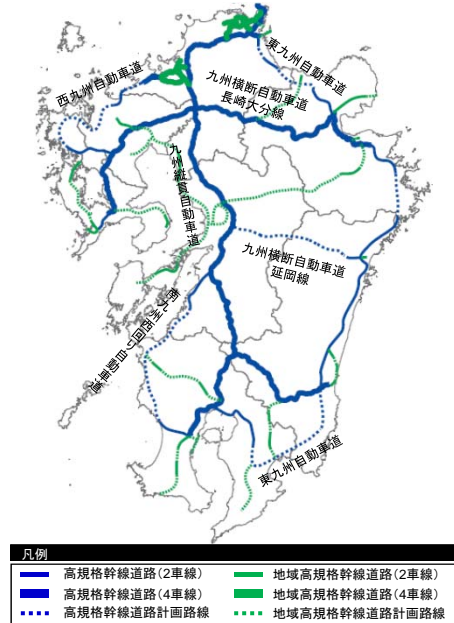 東九州自動車道
西九州自動車道
九州横断自動車道
長崎大分線
九州縦貫自動車道
九州横断自動車道
延岡線
南九州西回り自動車道
東九州自動車道
凡例
高規格幹線道路(2車線)
地域高規格幹線道路(2車線)
高規格幹線道路(4車線)
地域高規格幹線道路(4車線)
高規格幹線道路計画路線
地域高規格幹線道路計画路線